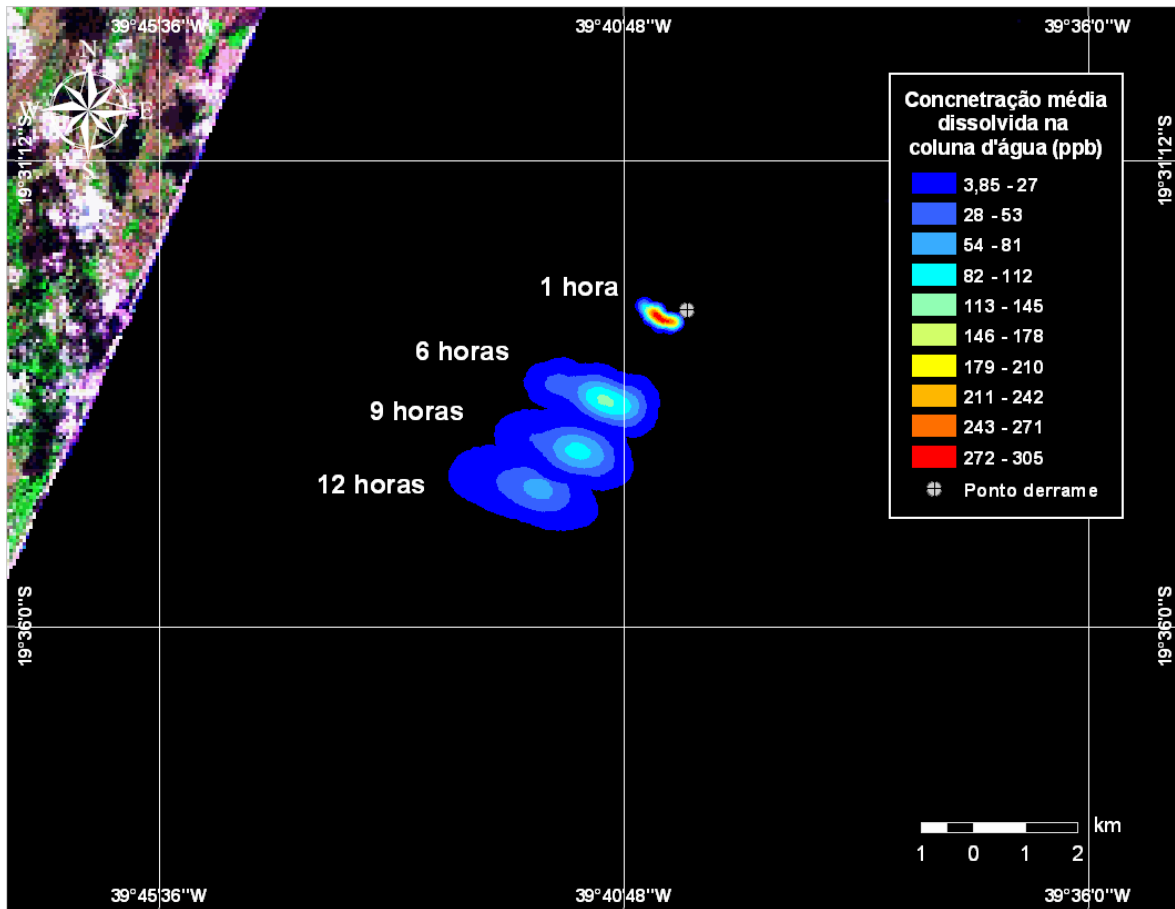 39°45'36"W
39°40'48"W
39°36'0"W
N
W
E
S
19°31'12"S
19°31'12"S
Concnetração média
dissolvida na
coluna d'água (ppb)
3,85 - 27
28 - 53
54 - 81
82 - 112
113 - 145
146 - 178
179 - 210
211 - 242
243 - 271
272 - 305
Ponto derrame
1 hora
6 horas
9 horas
12 horas
19°36'0"S
19°36'0"S
km
1 0 1 2
39°45'36"W
39°40'48"W
39°36'0"W